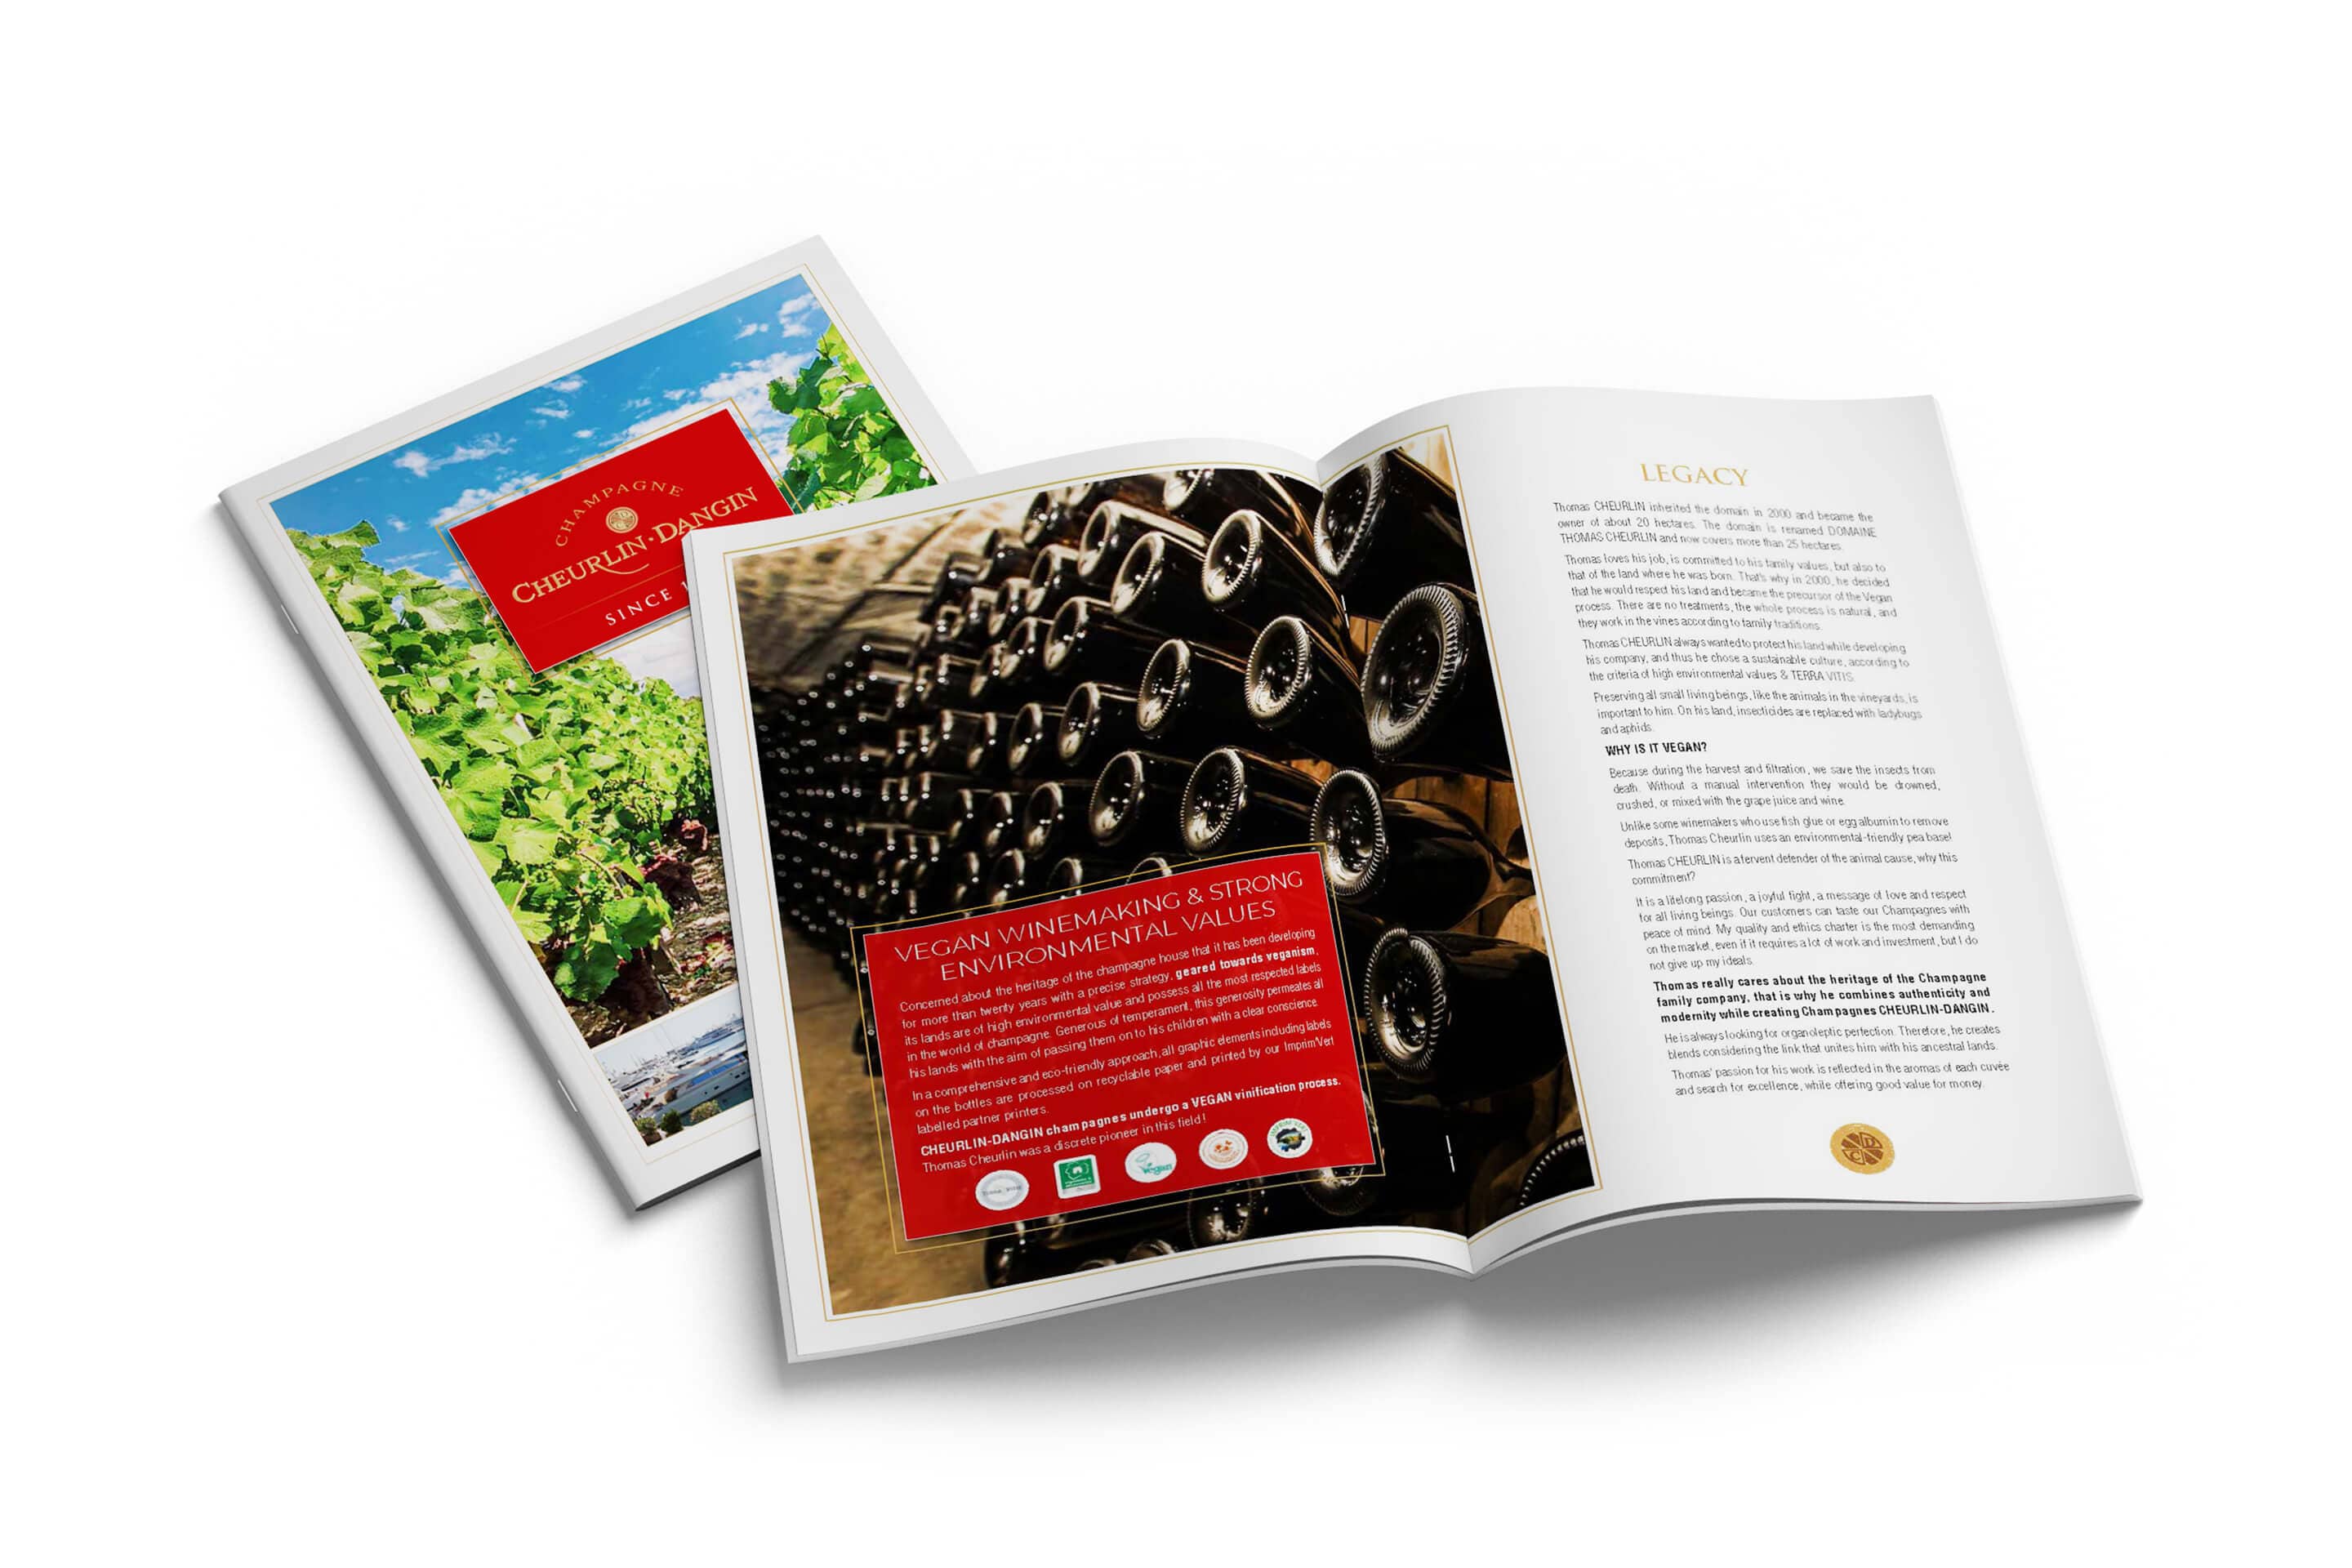 CHAMPAGNE
CHEURLIN·DANGIN
SINCE
VEGAN WINEMAKING & STRONG
ENVIRONMENTAL VALUES
Concerned about the heritage of the champagne house that it has been developing
for more than twenty years with a precise strategy, geared towards veganism,
its lands are of high environmental value and possess all the most respected labels
in the world of champagne. Generous of temperament, this generosity permeates all
his lands with the aim of passing them on to his children with a clear conscience.
In a comprehensive and eco-friendly approach, all graphic elements including labels
on the bottles are processed on recyclable paper and printed by our Imprim'Vert
labelled partner printers.
CHEURLIN-DANGIN champagnes undergo a VEGAN vinification process.
Thomas Cheurlin was a discrete pioneer in this field!
vegan
LEGACY
Thomas CHEURLIN inherited the domain in 2000 and became the
owner of about 20 hectares. The domain is renamed DOMAINE
THOMAS CHEURLIN and now covers more than 25 hectares.
Thomas loves his job, is committed to his family values, but also to
that of the land where he was born. That's why in 2000, he decided
that he would respect his land and became the precursor of the Vegan
process. There are no treatments, the whole process is natural, and
they work in the vines according to family traditions.
Thomas CHEURLIN always wanted to protect his land while developing
his company, and thus he chose a sustainable culture, according to
the criteria of high environmental values & TERRA VITIS.
Preserving all small living beings, like the animals in the vineyards, is
important to him. On his land, insecticides are replaced with ladybugs
and aphids.
WHY IS IT VEGAN?
Because during the harvest and filtration, we save the insects from
death. Without a manual intervention they would be drowned,
crushed, or mixed with the grape juice and wine.
Unlike some winemakers who use fish glue or egg albumin to remove
deposits, Thomas Cheurlin uses an environmental-friendly pea base!
Thomas CHEURLIN is a fervent defender of the animal cause, why this
commitment?
It is a lifelong passion, a joyful fight, a message of love and respect
for all living beings. Our customers can taste our Champagnes with
peace of mind. My quality and ethics charter is the most demanding
on the market, even if it requires a lot of work and investment, but I do
not give up my ideals.
Thomas really cares about the heritage of the Champagne
family company, that is why he combines authenticity and
modernity while creating Champagnes CHEURLIN-DANGIN.
He is always looking for organoleptic perfection. Therefore, he creates
blends considering the link that unites him with his ancestral lands.
Thomas' passion for his work is reflected in the aromas of each cuvée
and search for excellence, while offering good value for money.